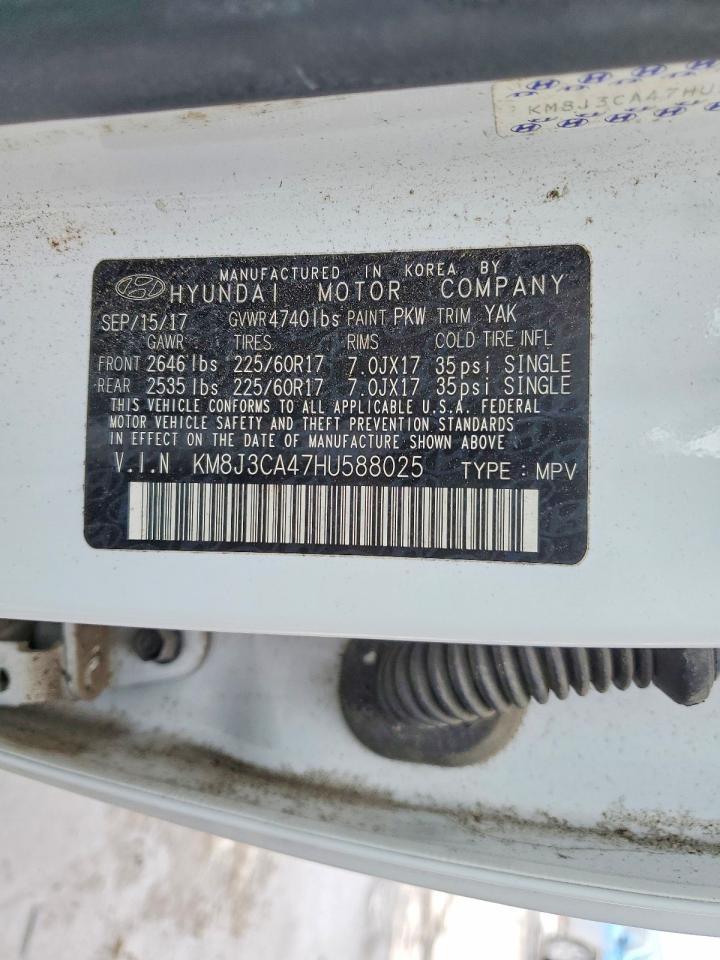 KM8J3CA47HU
MANUFACTURED IN KOREA BY
HYUNDAI MOTOR COMPANY
SEP/15/17 GVWR 4740lbs PAINT PKW TRIM YAK
GAWR TIRES RIMS COLD TIRE INFL
FRONT 2646 lbs 225/60R17 7.0JX17 35psi SINGLE
REAR 2535 lbs 225/60R17 7.0JX17 35psi SINGLE
THIS VEHICLE CONFORMS TO ALL APPLICABLE U.S.A. FEDERAL
MOTOR VEHICLE SAFETY AND THEFT PREVENTION STANDARDS
IN EFFECT ON THE DATE OF MANUFACTURE SHOWN ABOVE
V.I.N KM8J3CA47HU588025 TYPE : MPV